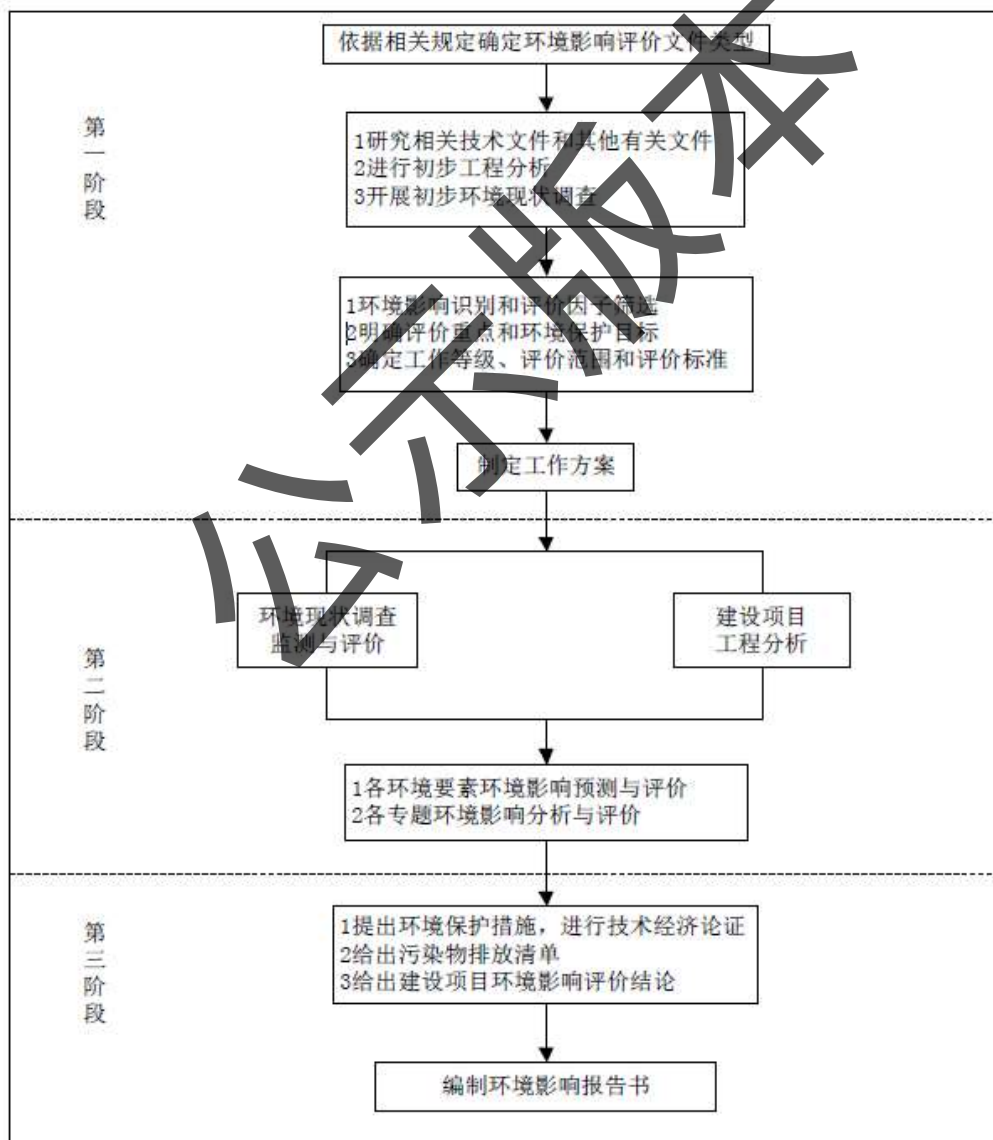 依据相关规定确定环境影响评价文件类型
第一阶段
1研究相关技术文件和其他有关文件
2进行初步工程分析
3开展初步环境现状调查
1环境影响识别和评价因子筛选
2明确评价重点和环境保护目标
3确定工作等级、评价范围和评价标准
制定工作方案
第二阶段
环境现状调查
监测与评价
建设项目
工程分析
1各环境要素环境影响预测与评价
2各专题环境影响分析与评价
第三阶段
1提出环境保护措施，进行技术经济论证
2给出污染物排放清单
3给出建设项目环境影响评价结论
编制环境影响报告书
公示版本